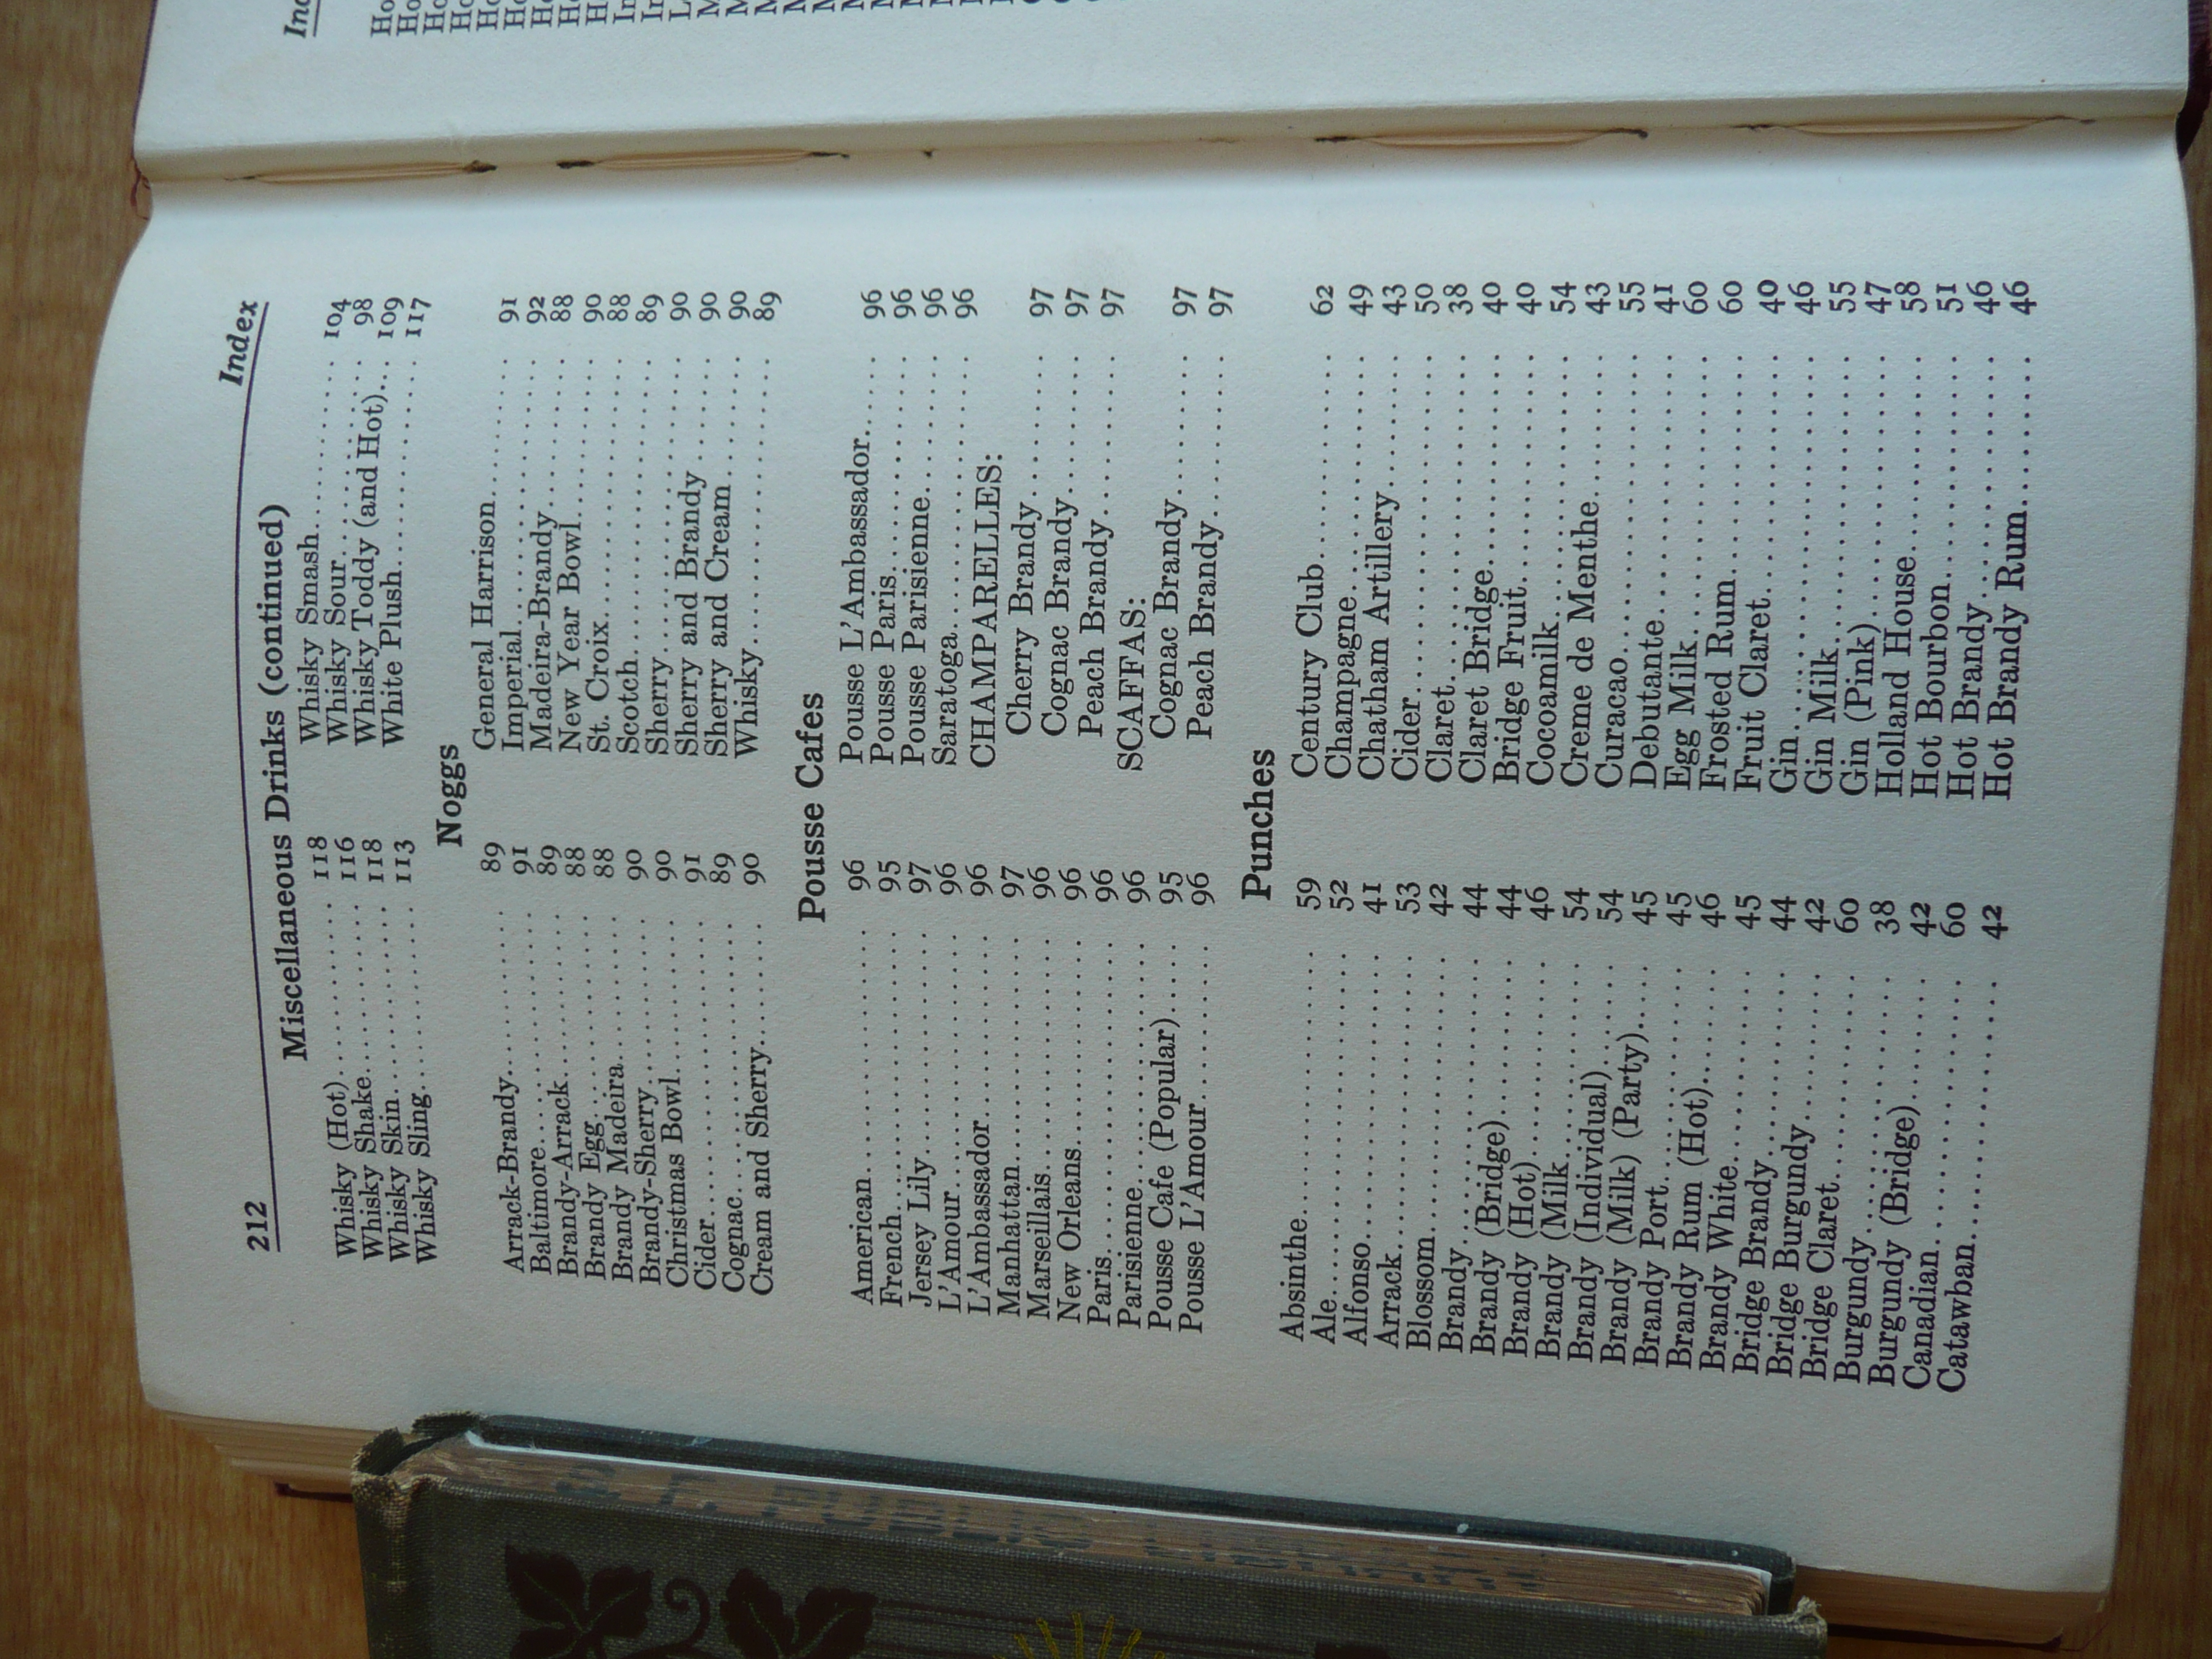 212
Index
Miscellaneous Drinks (continued)
Whisky (Hot) 118
Whisky Shake 116
Whisky Skin 118
Whisky Sling 113
Whisky Smash 104
Whisky Sour 98
Whisky Toddy (and Hot) 109
White Plush 117
Noggs
Arrack-Brandy 89
Baltimore 91
Brandy-Arrack 89
Brandy Egg 88
Brandy Madeira 88
Brandy-Sherry 90
Christmas Bowl 90
Cider 91
Cognac 89
Cream and Sherry 90
General Harrison 91
Imperial 92
Madeira-Brandy 88
New Year Bowl 90
St. Croix 88
Scotch 89
Sherry 90
Sherry and Brandy 90
Sherry and Cream 90
Whisky 89
Pousse Cafes
American 96
French 95
Jersey Lily 97
L'Amour 96
L'Ambassador 96
Manhattan 97
Marseillais 96
New Orleans 96
Paris 96
Parisienne 96
Pousse Cafe (Popular) 95
Pousse L'Amour 96
Pousse L'Ambassador 96
Pousse Paris 96
Pousse Parisienne 96
Saratoga 96
CHAMPARELLES:
Cherry Brandy 97
Cognac Brandy 97
Peach Brandy 97
SCAFFAS:
Cognac Brandy 97
Peach Brandy 97
Punches
Absinthe 59
Ale 52
Alfonso 41
Arrack 53
Blossom 42
Brandy 44
Brandy (Bridge) 44
Brandy (Hot) 46
Brandy (Milk 54
Brandy (Individual) 54
Brandy (Milk) (Party) 45
Brandy Port 45
Brandy Rum (Hot) 46
Brandy White 45
Bridge Brandy 44
Bridge Burgundy 42
Bridge Claret 60
Burgundy 38
Burgundy (Bridge) 42
Canadian 60
Catawban 42
Century Club 62
Champagne 49
Chatham Artillery 43
Cider 50
Claret 38
Claret Bridge 40
Bridge Fruit 40
Cocoamilk 54
Creme de Menthe 43
Curacao 55
Debutante 41
Egg Milk 60
Frosted Rum 60
Fruit Claret 40
Gin 46
Gin Milk 55
Gin (Pink) 47
Holland House 58
Hot Bourbon 51
Hot Brandy 46
Hot Brandy Rum 46